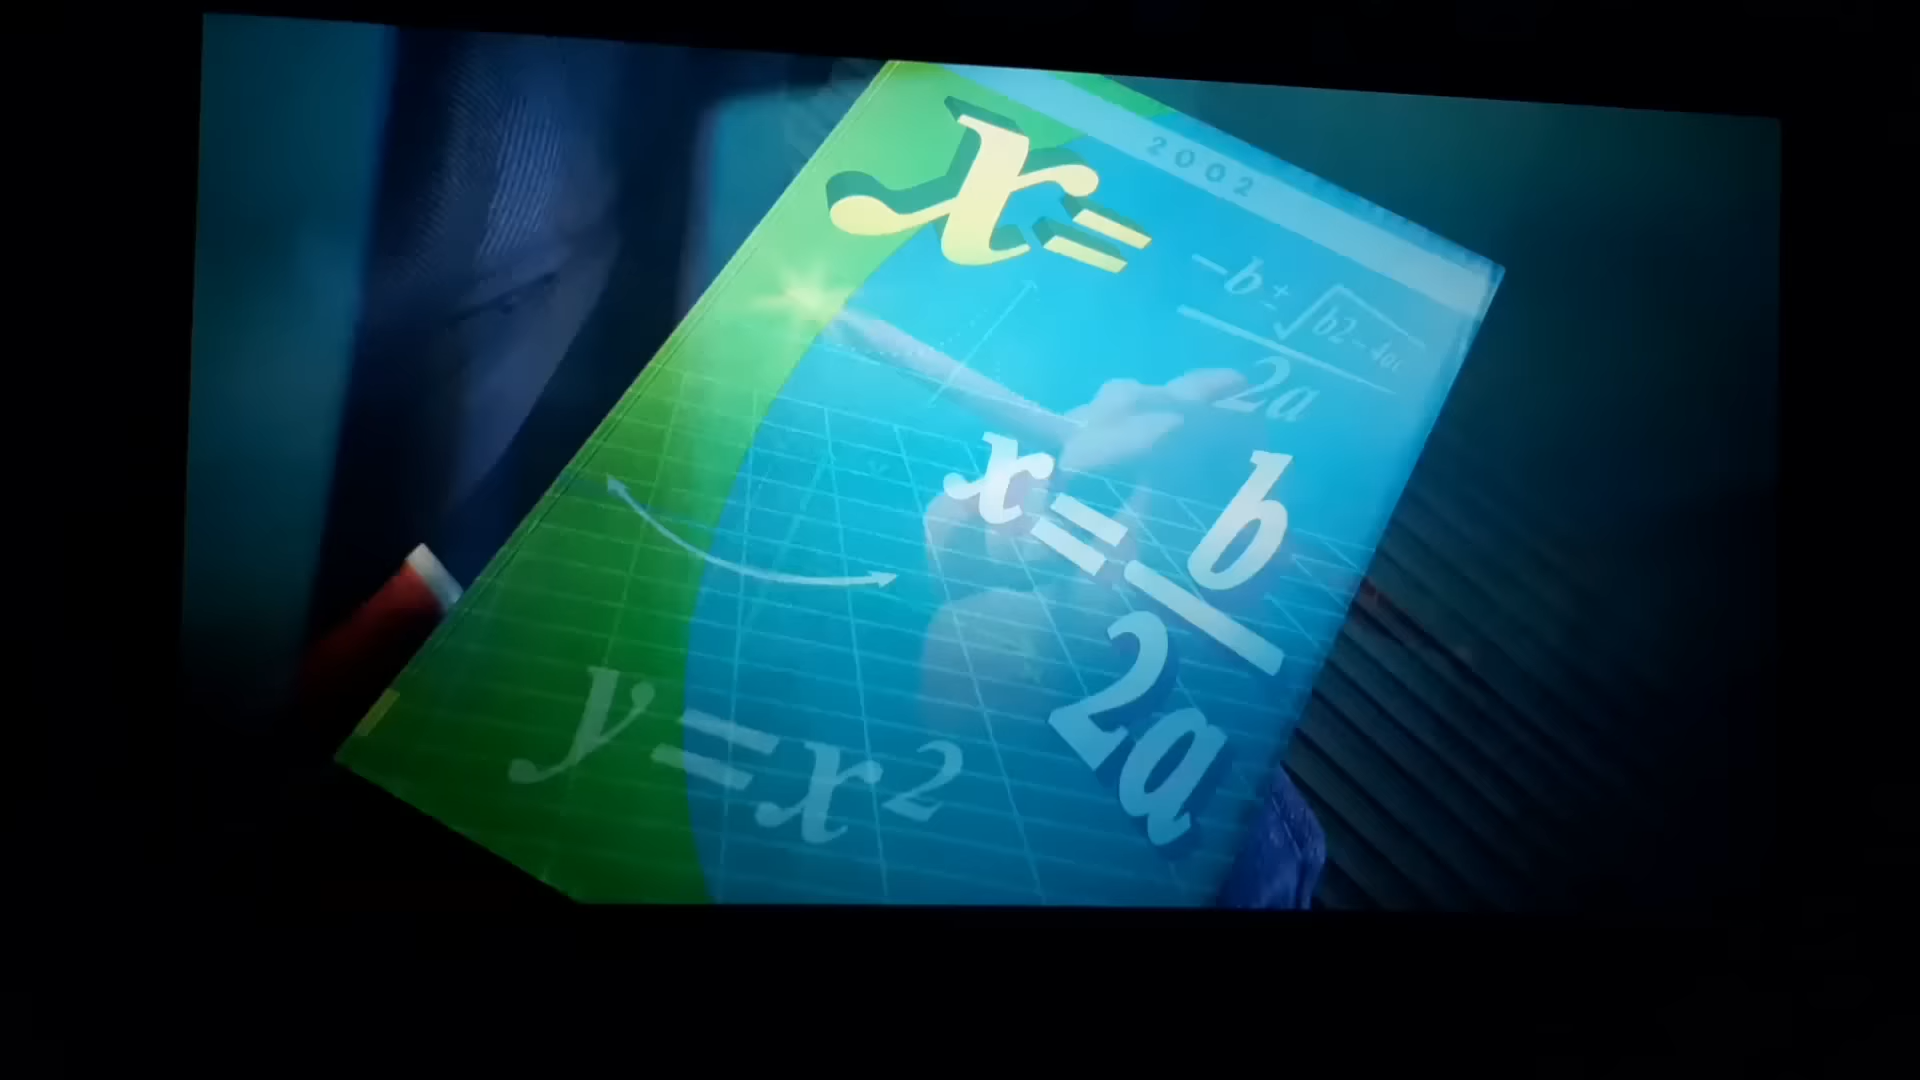 2002
x=
-b±√b2-4ac
2a
x=b
2a
y=x2